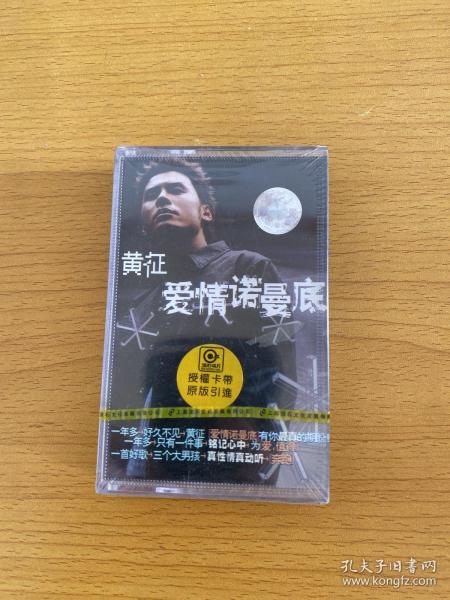 黄征
爱情诺曼底
授權卡帶
原版引進
一年多→好久不见→黄征 爱情诺曼底 有你最真的
一年多→只有一件事→铭记心中→为爱,值得
一首好歌→三个大男孩→真性情真动听→
孔夫子旧书网
www.kongfz.com